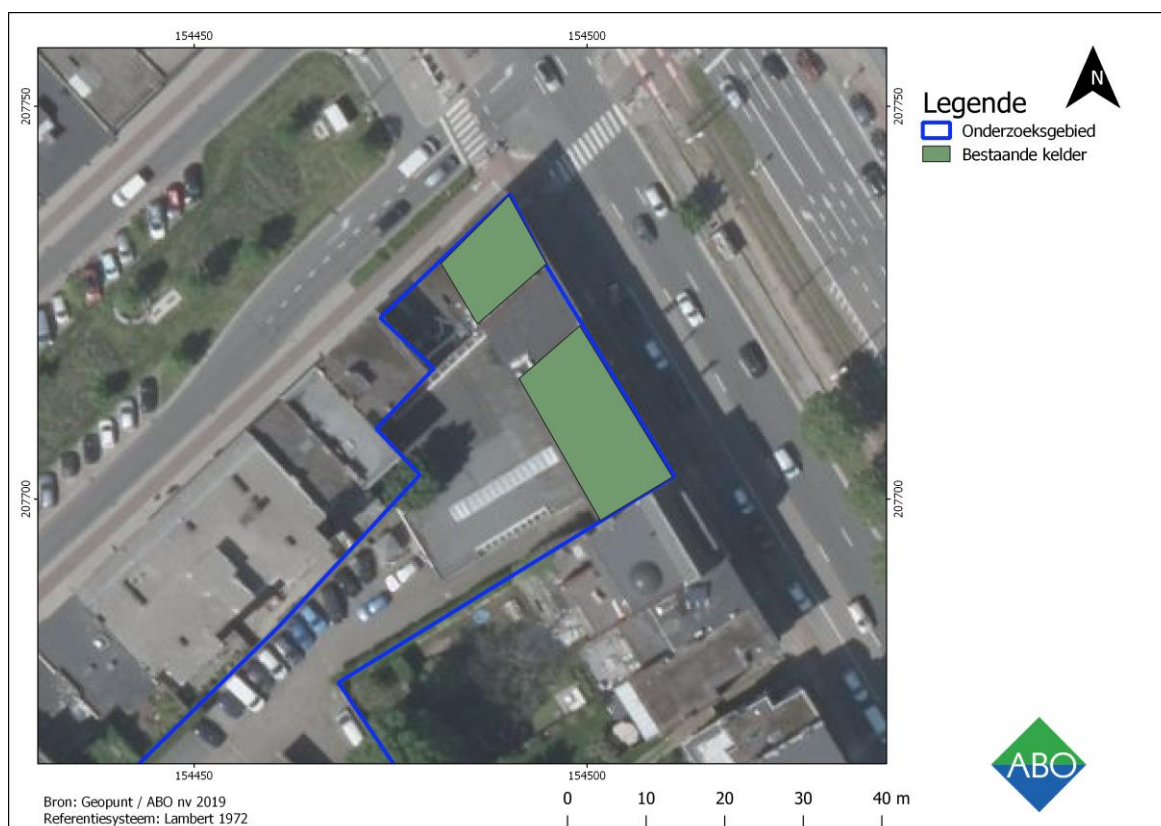 154450
154500
207750
207750
N
Legende
Onderzoeksgebied
Bestaande kelder
207700
207700
154450
154500
ABO
Bron: Geopunt / ABO nv 2019
Referentiesysteem: Lambert 1972
0 10 20 30 40 m